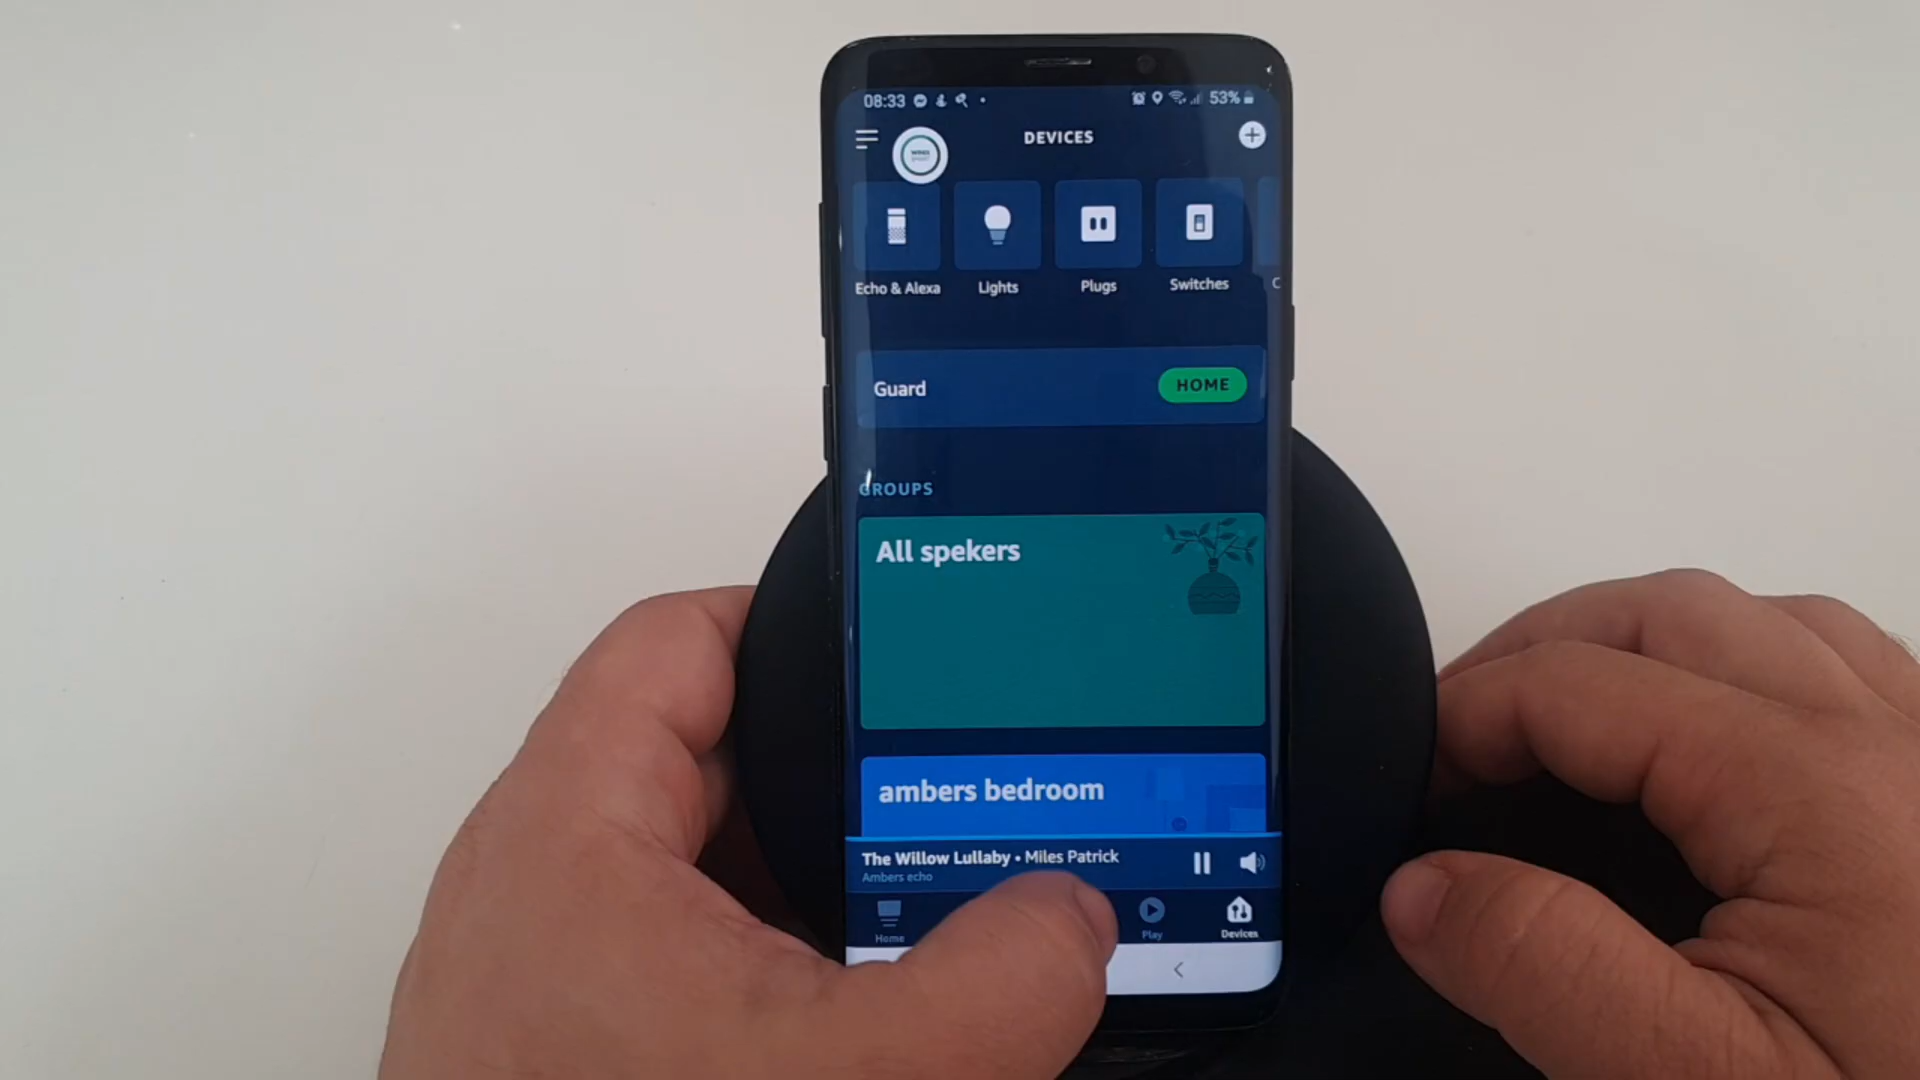 08:33
53%
DEVICES
Echo & Alexa
Lights
Plugs
Switches
C
Guard
HOME
GROUPS
All spekers
ambers bedroom
The Willow Lullaby • Miles Patrick
Ambers echo
Home
Play
Devices